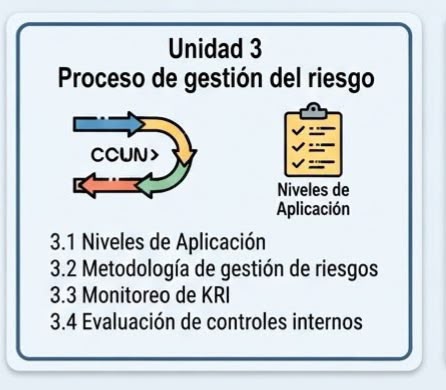 Unidad 3
Proceso de gestión del riesgo
CCUN>
Niveles de
Aplicación
3.1 Niveles de Aplicación
3.2 Metodología de gestión de riesgos
3.3 Monitoreo de KRI
3.4 Evaluación de controles internos